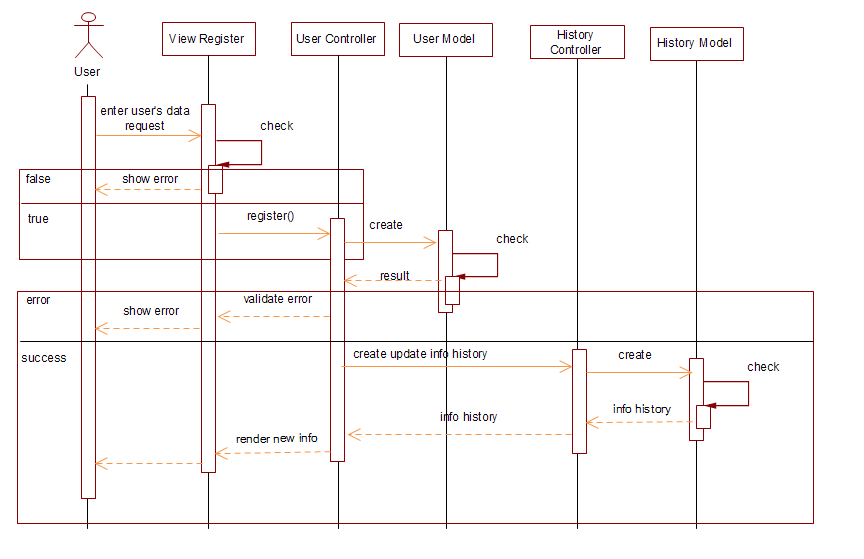 View Register
User Controller
User Model
History
Controller
History Model
User
enter user's data
request
check
false
show error
true
register()
create
check
result
error
validate error
show error
success
create update info history
create
check
info history
info history
render new info